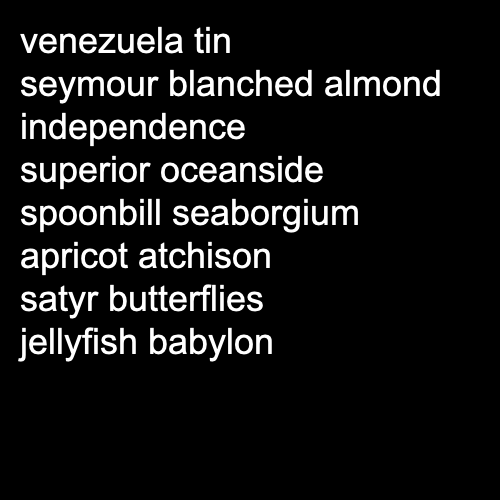 venezuela tin
seymour blanched almond
independence
superior oceanside
spoonbill seaborgium
apricot atchison
satyr butterflies
jellyfish babylon